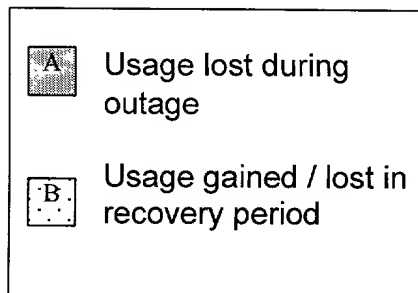 A
Usage lost during
outage
B
Usage gained / lost in
recovery period